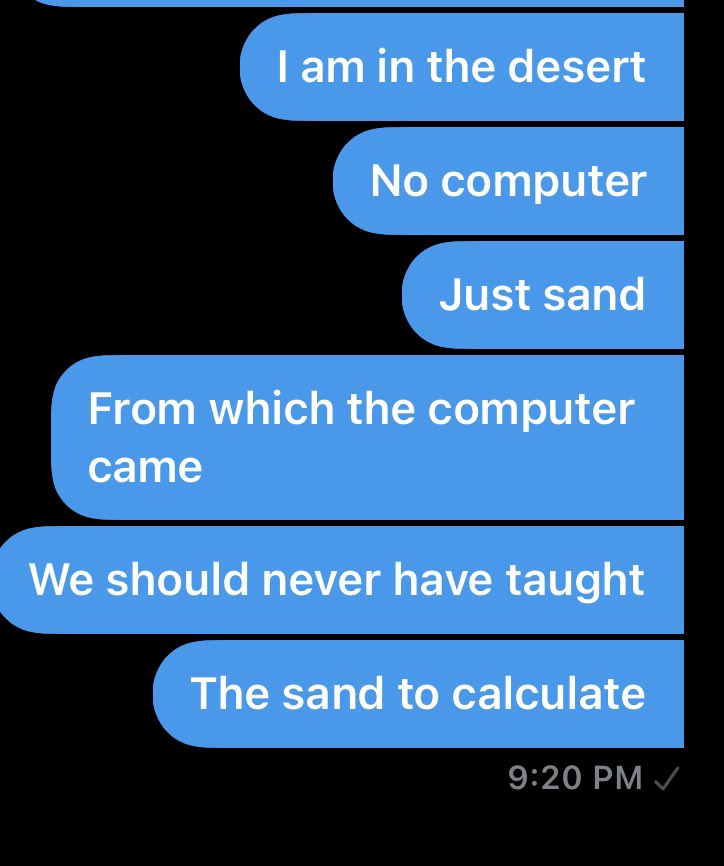 I am in the desert
No computer
Just sand
From which the computer
came
We should never have taught
The sand to calculate
9:20 PM